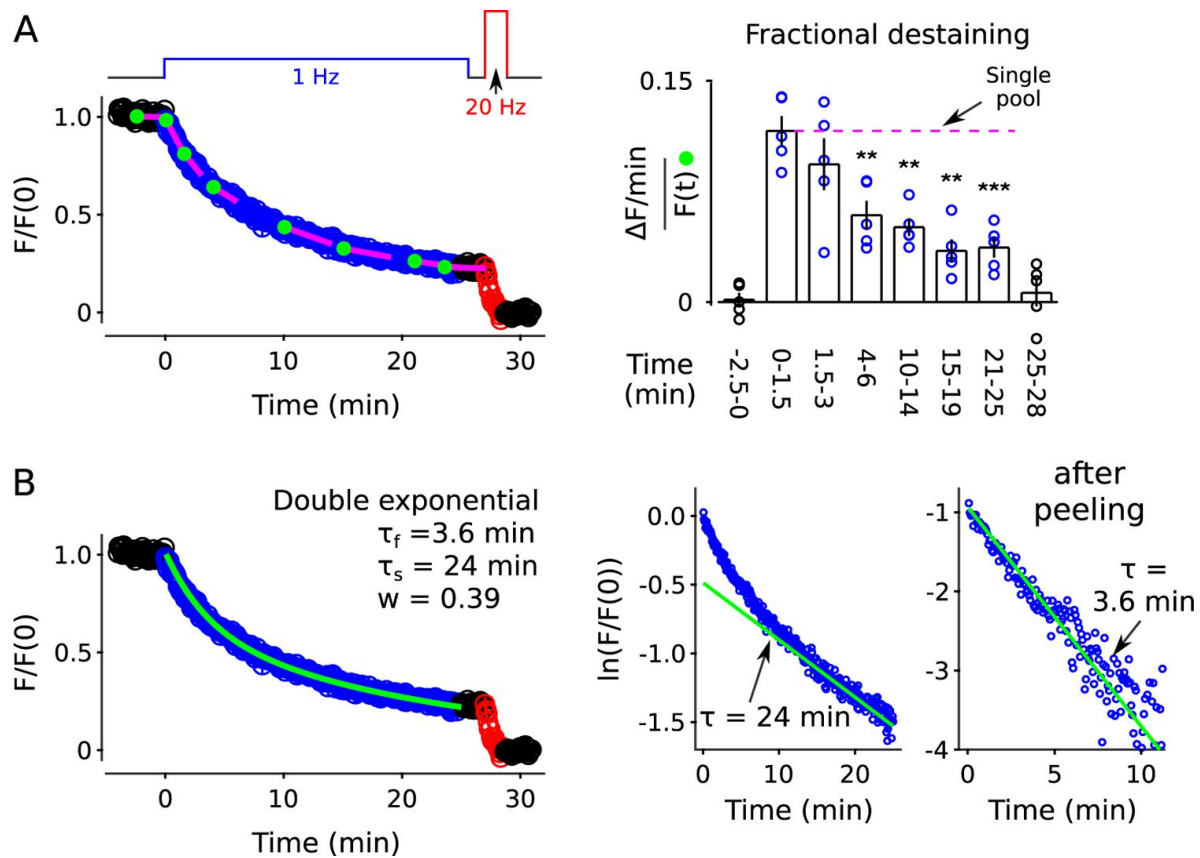 A
1 Hz
20 Hz
F/F(0)
1.0
0.5
0
0
10
20
30
Time (min)
Fractional destaining
0.15
0
ΔF/min
F(t)
Single
pool
**
**
**
***
Time
(min)
-2.5-0
0-1.5
1.5-3
4-6
10-14
15-19
21-25
25-28
B
Double exponential
τf =3.6 min
τs = 24 min
w = 0.39
F/F(0)
1.0
0.5
0
0
10
20
30
Time (min)
ln(F/F(0))
0.0
-0.5
-1.0
-1.5
τ = 24 min
0
10
20
Time (min)
after
peeling
-1
-2
-3
-4
τ =
3.6 min
0
5
10
Time (min)